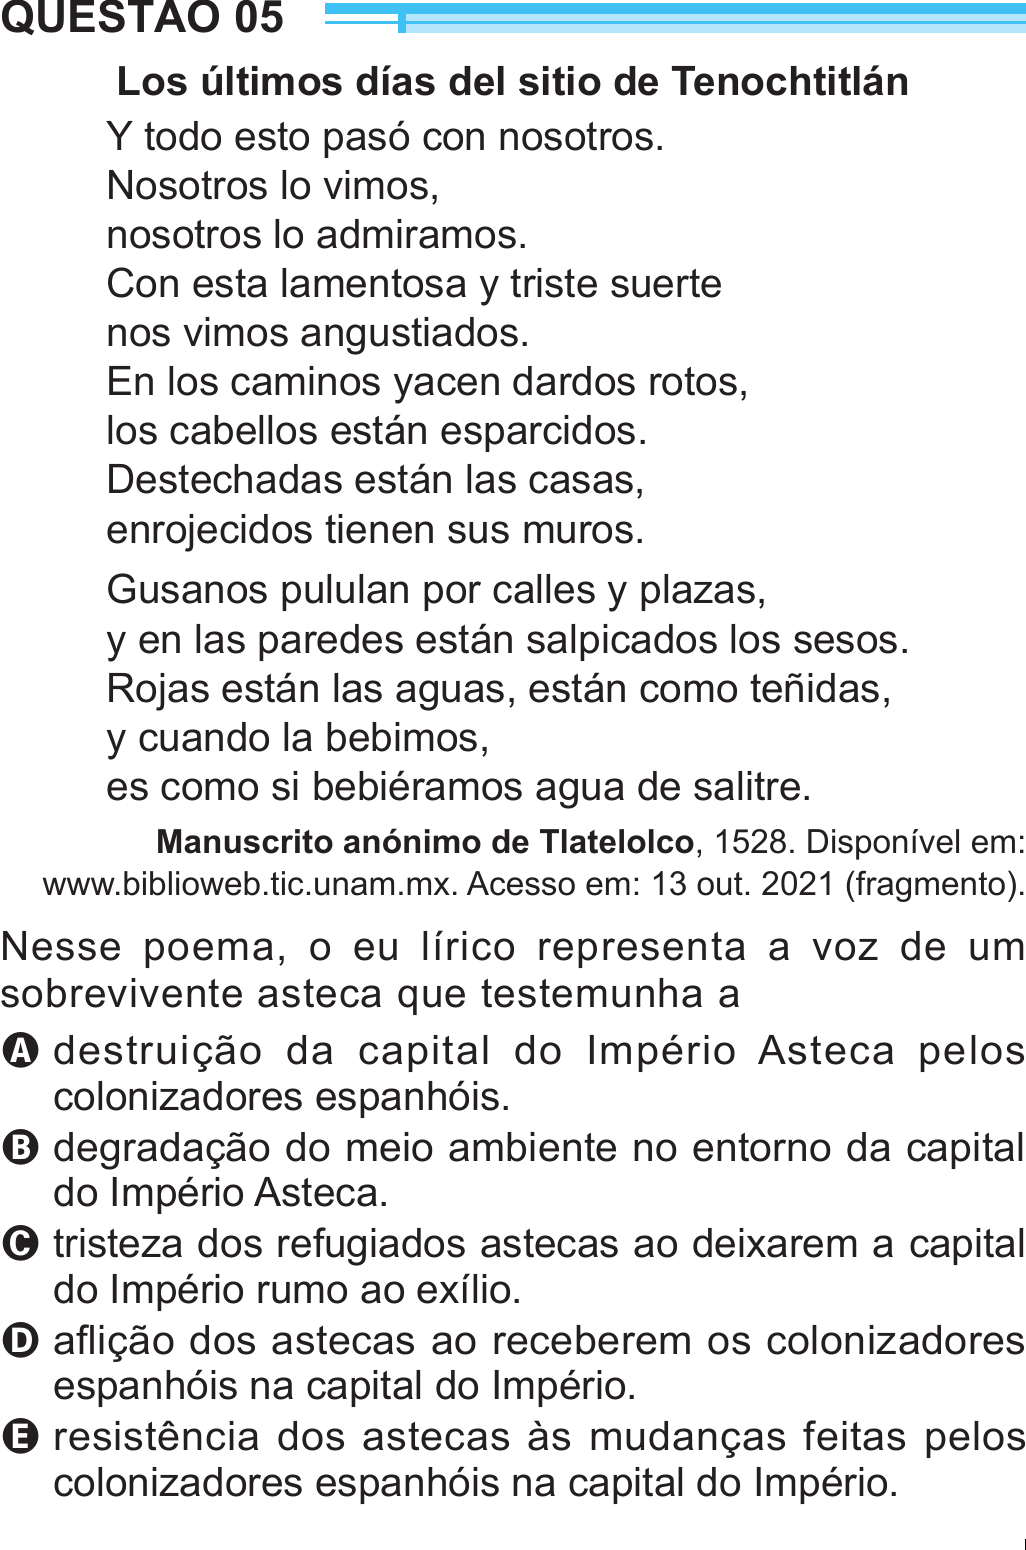 QUESTÃO 05
Los últimos días del sitio de Tenochtitlán
Y todo esto pasó con nosotros.
Nosotros lo vimos,
nosotros lo admiramos.
Con esta lamentosa y triste suerte
nos vimos angustiados.
En los caminos yacen dardos rotos,
los cabellos están esparcidos.
Destechadas están las casas,
enrojecidos tienen sus muros.
Gusanos pululan por calles y plazas,
y en las paredes están salpicados los sesos.
Rojas están las aguas, están como teñidas,
y cuando la bebimos,
es como si bebiéramos agua de salitre.
Manuscrito anónimo de Tlatelolco, 1528. Disponível em:
www.biblioweb.tic.unam.mx. Acesso em: 13 out. 2021 (fragmento).
Nesse poema, o eu lírico representa a voz de um
sobrevivente asteca que testemunha a
A destruição da capital do Império Asteca pelos
colonizadores espanhóis.
B degradação do meio ambiente no entorno da capital
do Império Asteca.
C tristeza dos refugiados astecas ao deixarem a capital
do Império rumo ao exílio.
D aflição dos astecas ao receberem os colonizadores
espanhóis na capital do Império.
E resistência dos astecas às mudanças feitas pelos
colonizadores espanhóis na capital do Império.